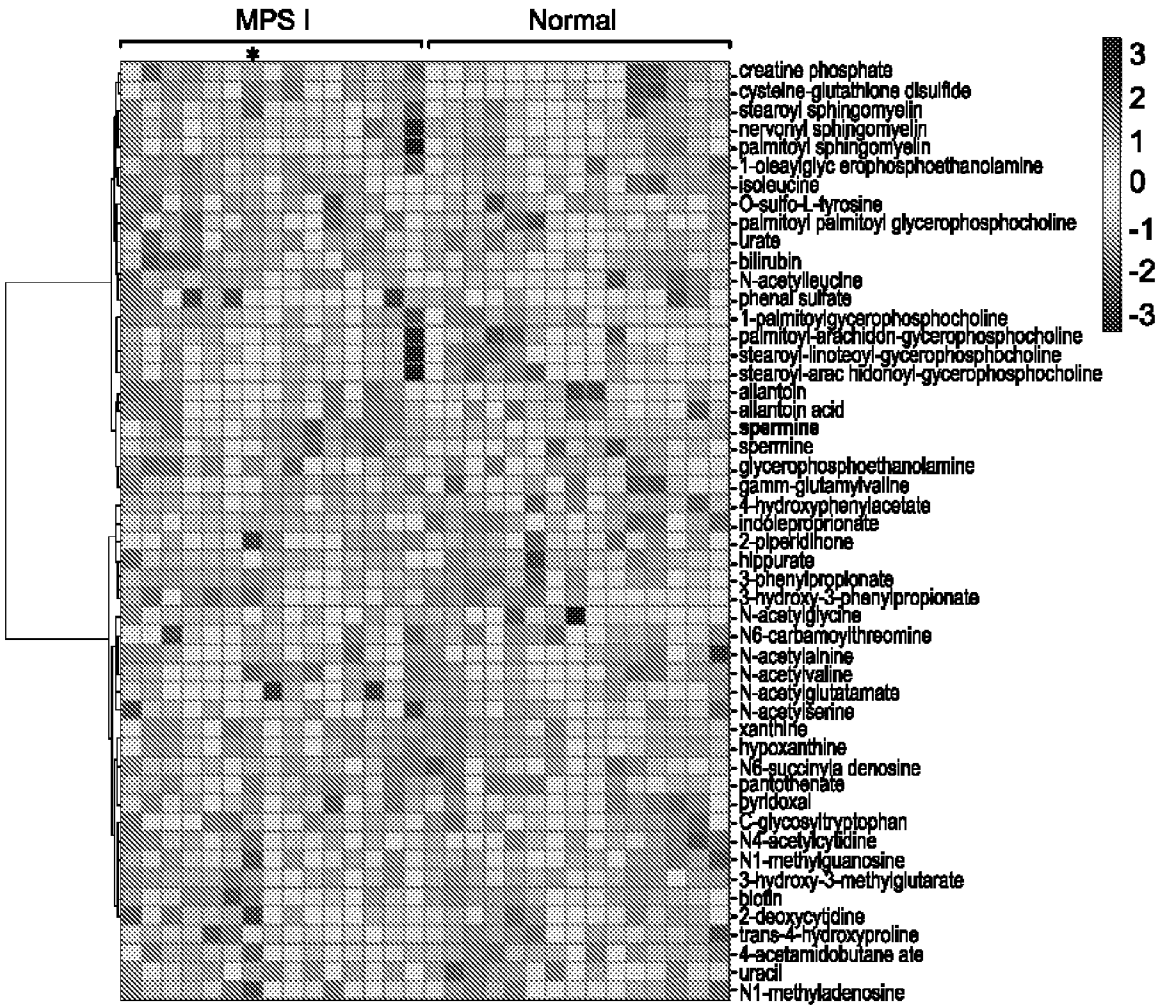 MPS I
Normal
*
creatine phosphate
cysteine-glutathione disulfide
stearoyl sphingomyelin
nervonyl sphingomyelin
palmitoyl sphingomyelin
1-oleaylglyc erophosphoethanolamine
isoleucine
O-sulfo-L-tyrosine
palmitoyl palmitoyl glycerophosphocholine
urate
bilirubin
N-acetylleucine
phenal sulfate
1-palmitoylgycerophosphocholine
palmitoyl-arachidon-gycerophosphocholine
stearoyl-linoteoyl-gycerophosphocholine
stearoyl-arac hidonoyl-gycerophosphocholine
allantoin
allantoin acid
spermine
spermine
glycerophosphoethanolamine
gamm-glutamylvaline
4-hydroxyphenylacetate
indoleproprionate
2-piperidihone
hippurate
3-phenylpropionate
3-hydroxy-3-phenylpropionate
N-acetylglycine
N6-carbamoylthreomine
N-acetylalnine
N-acetylvaline
N-acetylglutatamate
N-acetylserine
xanthine
hypoxanthine
N6-succinyla denosine
pantothenate
pyridoxal
C-glycosyltryptophan
N4-acetylcytidine
N1-methylguanosine
3-hydroxy-3-methylglutarate
biotin
2-deoxycytidine
trans-4-hydroxyproline
4-acetamidobutane ate
uracil
N1-methyladenosine
3
2
1
0
-1
-2
-3